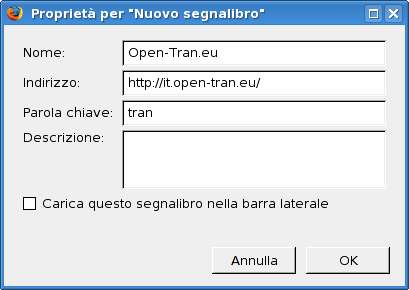 Proprietà per "Nuovo segnalibro"
Nome: Open-Tran.eu
Indirizzo: http://it.open-tran.eu/
Parola chiave: tran
Descrizione:
Carica questo segnalibro nella barra laterale
Annulla OK